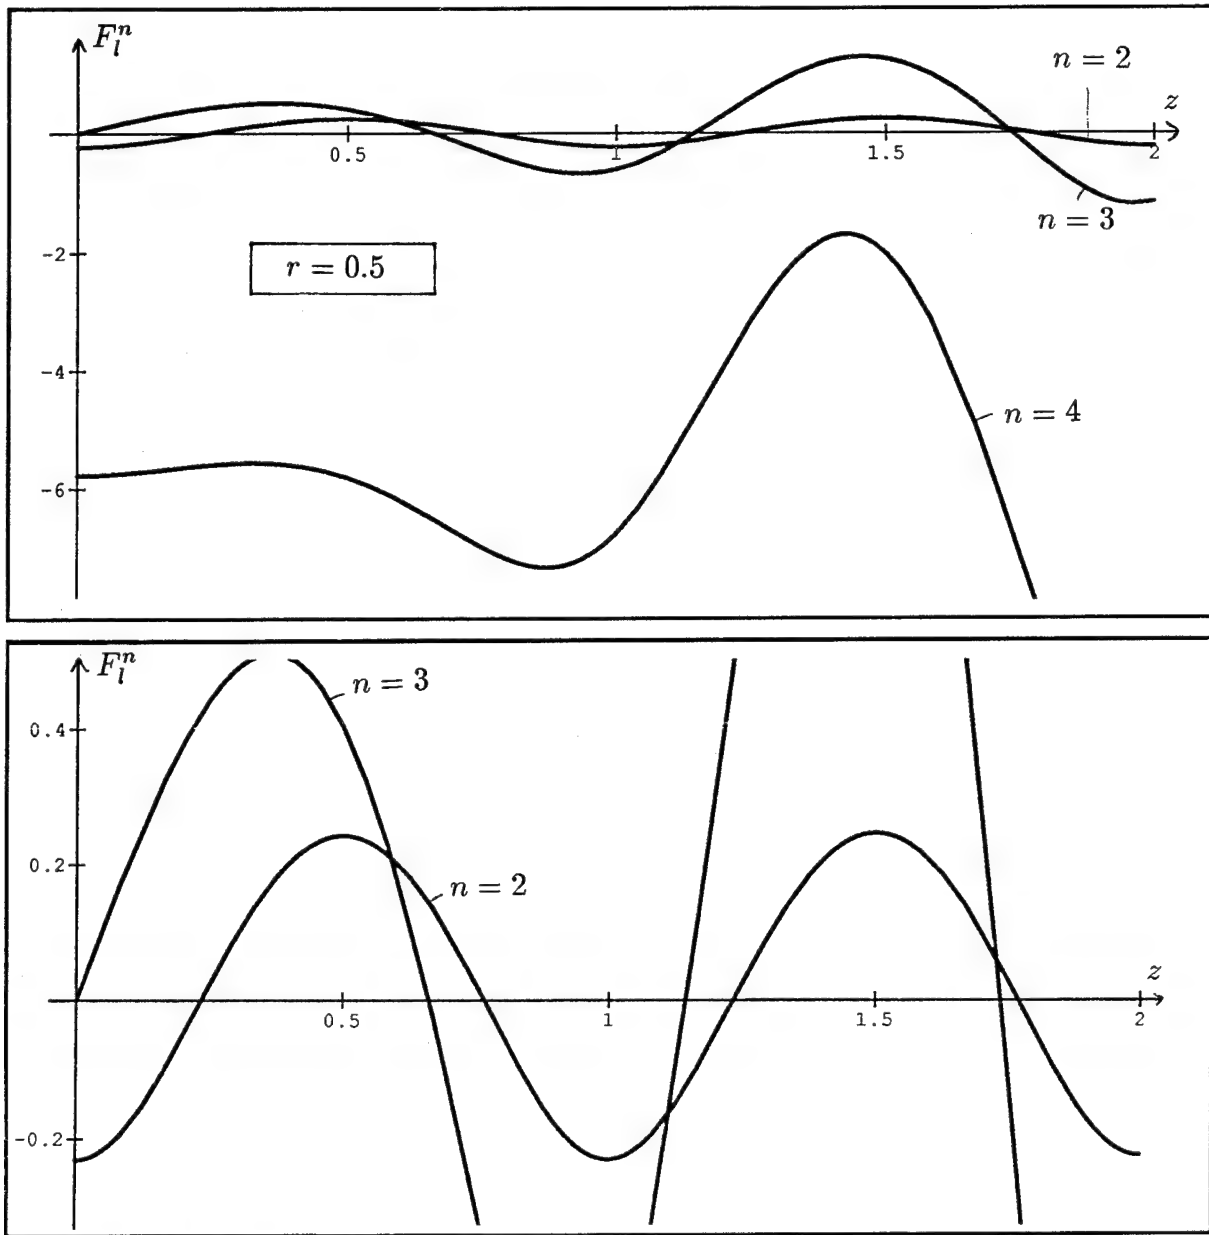 F_l^n
n = 2
z
0.5 1 1.5 2
n = 3
-2
r = 0.5
-4
n = 4
-6
F_l^n
n = 3
0.4
0.2
n = 2
z
0.5 1 1.5 2
-0.2